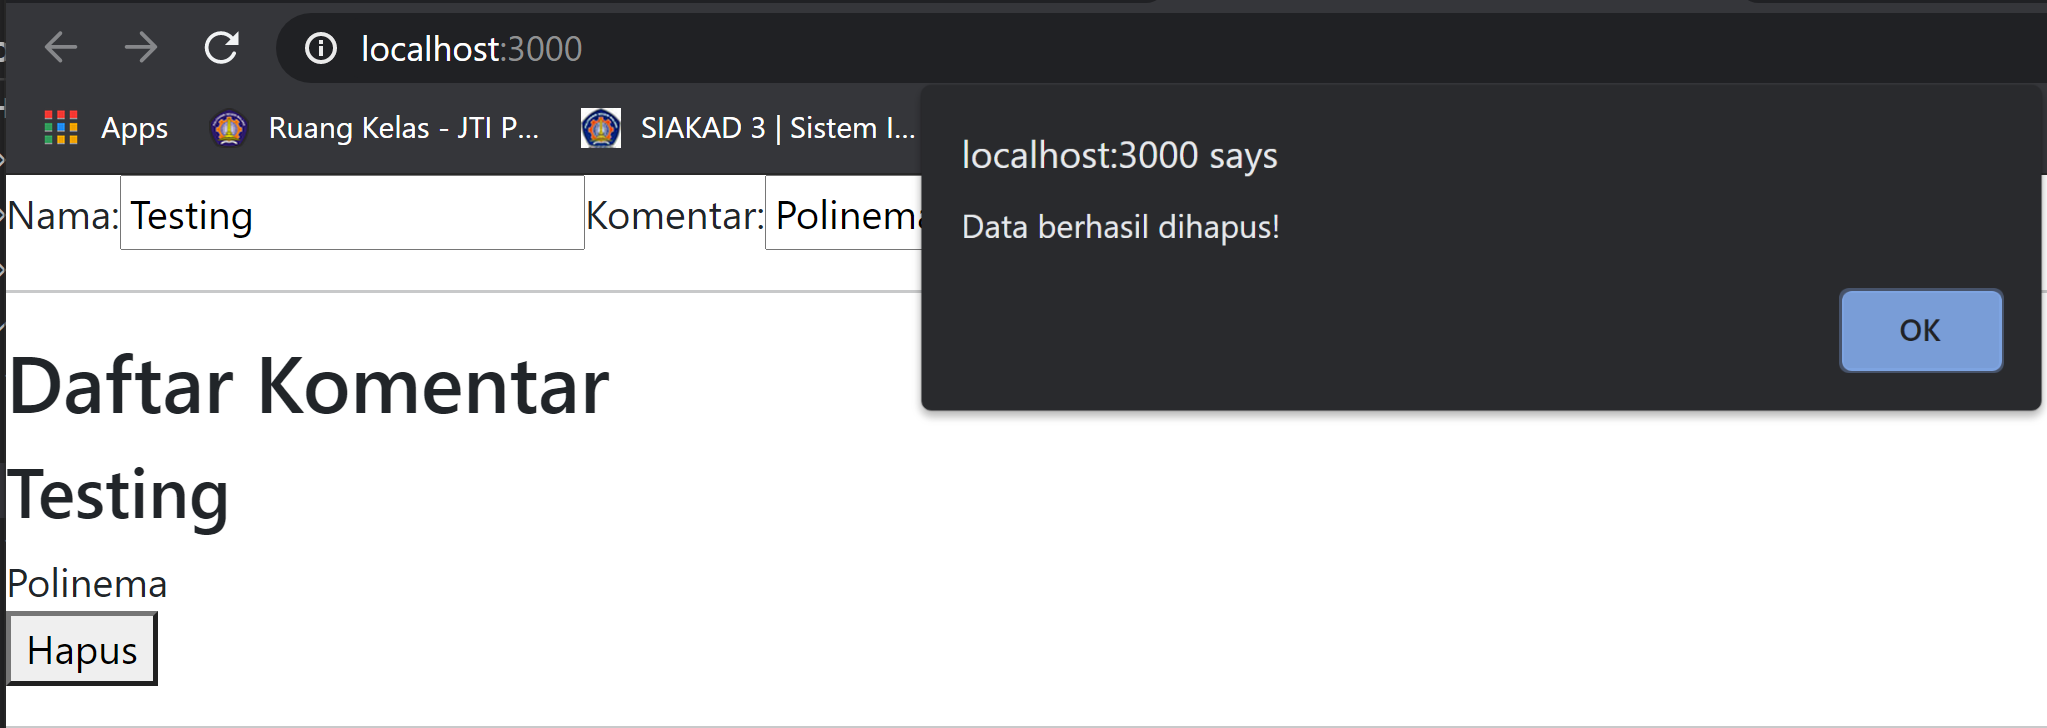 localhost:3000
Apps
Ruang Kelas - JTI P...
SIAKAD 3 | Sistem I...
localhost:3000 says
Data berhasil dihapus!
OK
Nama:
Testing
Komentar:
Polinema
Daftar Komentar
Testing
Polinema
Hapus